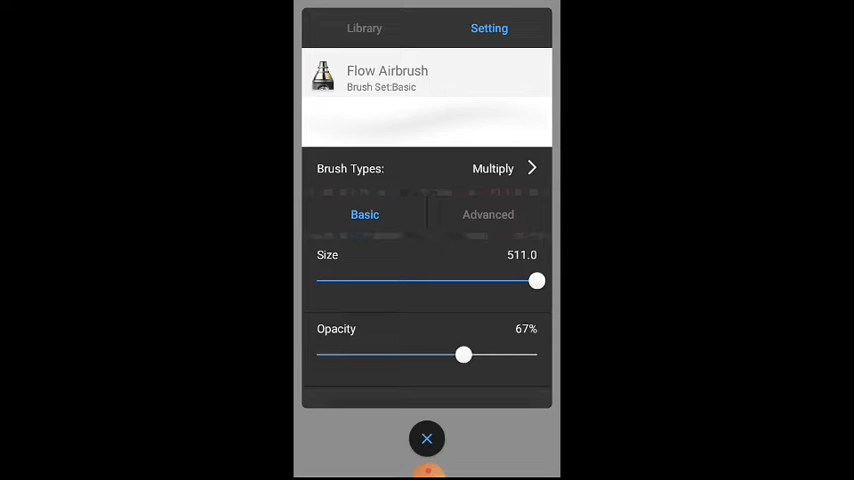 Library
Setting
Flow Airbrush
Brush Set:Basic
Brush Types:
Multiply
Basic
Advanced
Size
511.0
Opacity
67%